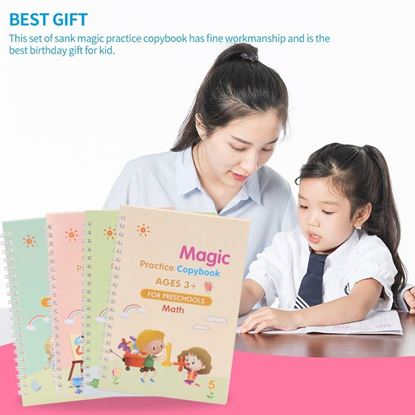 BEST GIFT
This set of sank magic practice copybook has fine workmanship and is the
best birthday gift for kid.
Magic
Practice Copybook
AGES 3+
FOR PRESCHOOLS
Math
5